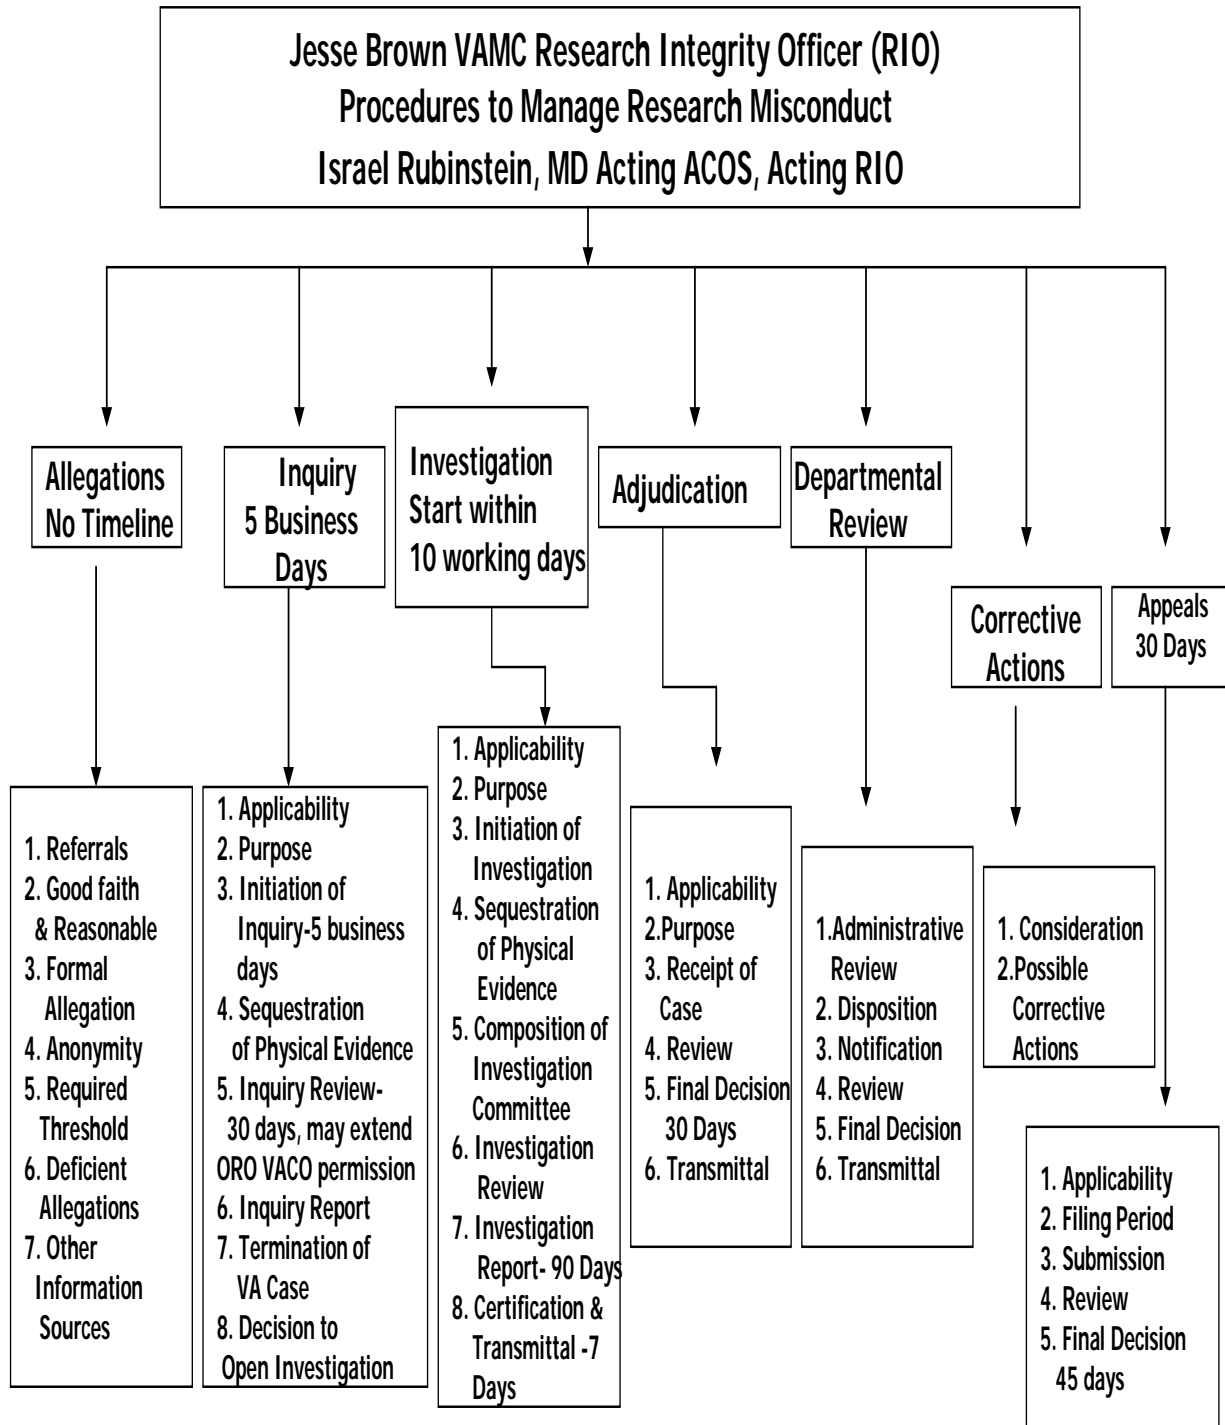 Jesse Brown VAMC Research Integrity Officer (RIO)
Procedures to Manage Research Misconduct
Israel Rubinstein, MD Acting ACOS, Acting RIO
Allegations
No Timeline
Inquiry
5 Business
Days
Investigation
Start within
10 working days
Adjudication
Departmental
Review
Corrective
Actions
Appeals
30 Days
1. Referrals
2. Good faith
& Reasonable
3. Formal
Allegation
4. Anonymity
5. Required
Threshold
6. Deficient
Allegations
7. Other
Information
Sources
1. Applicability
2. Purpose
3. Initiation of
Inquiry-5 business
days
4. Sequestration
of Physical Evidence
5. Inquiry Review-
30 days, may extend
ORO VACO permission
6. Inquiry Report
7. Termination of
VA Case
8. Decision to
Open Investigation
1. Applicability
2. Purpose
3. Initiation of
Investigation
4. Sequestration
of Physical
Evidence
5. Composition of
Investigation
Committee
6. Investigation
Review
7. Investigation
Report- 90 Days
8. Certification &
Transmittal -7
Days
1. Applicability
2.Purpose
3. Receipt of
Case
4. Review
5. Final Decision
30 Days
6. Transmittal
1.Administrative
Review
2. Disposition
3. Notification
4. Review
5. Final Decision
6. Transmittal
1. Consideration
2.Possible
Corrective
Actions
1. Applicability
2. Filing Period
3. Submission
4. Review
5. Final Decision
45 days